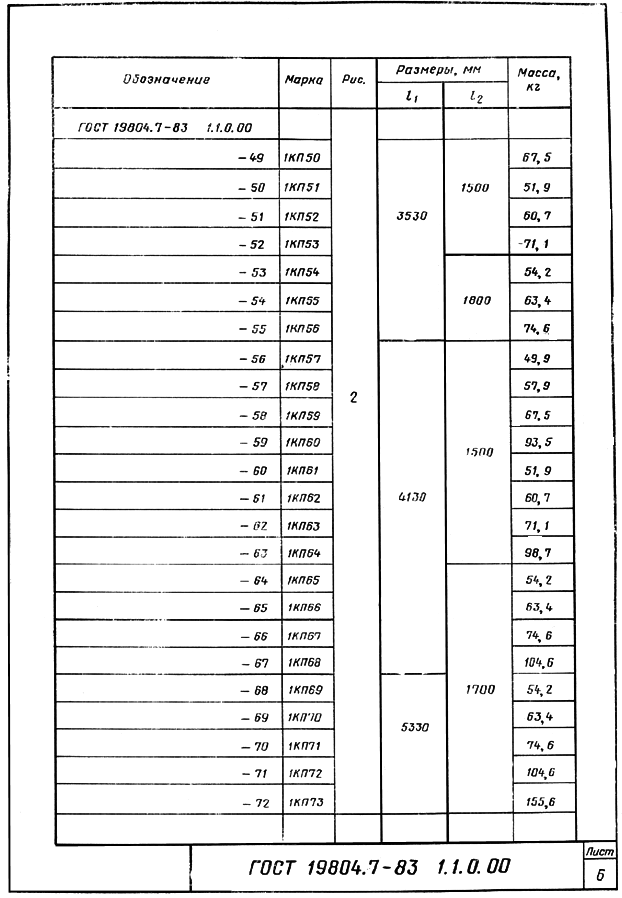 Обозначение Марка Рис. Размеры, мм Масса, кг
l1 l2
ГОСТ 19804.7-83 1.1.0.00
-49 1КП50 67,5
-50 1КП51 1500 51,9
-51 1КП52 3530 60,7
-52 1КП53 -71,1
-53 1КП54 54,2
-54 1КП55 1800 63,4
-55 1КП56 74,6
-56 1КП57 49,9
-57 1КП58 2 57,9
-58 1КП59 67,5
-59 1КП60 1500 93,5
-60 1КП61 51,9
-61 1КП62 4130 60,7
-62 1КП63 71,1
-63 1КП64 98,7
-64 1КП65 54,2
-65 1КП66 63,4
-66 1КП67 74,6
-67 1КП68 104,6
-68 1КП69 1700 54,2
-69 1КП70 5330 63,4
-70 1КП71 74,6
-71 1КП72 104,6
-72 1КП73 155,6
ГОСТ 19804.7-83 1.1.0.00
Лист
6